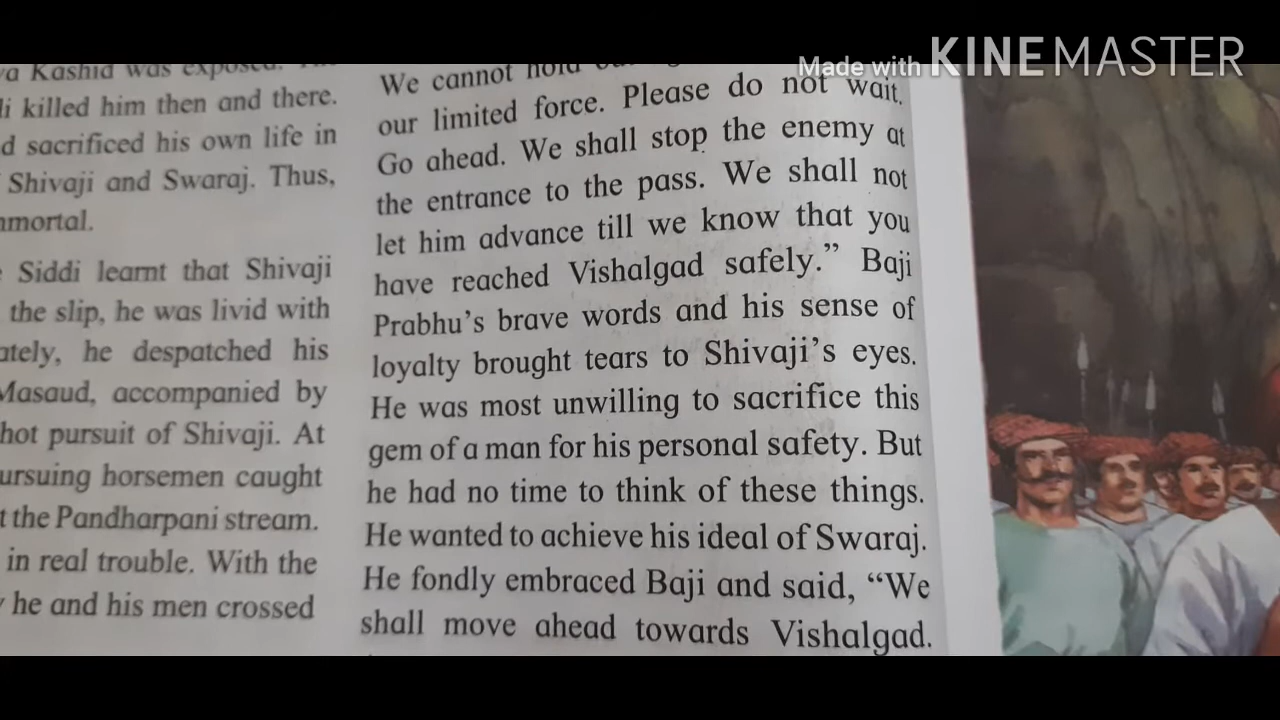 Made with KINEMASTER
Kashid was exposed.
killed him then and there.
sacrificed his own life in
Shivaji and Swaraj. Thus,
Siddi learnt that Shivaji
the slip, he was livid with
he despatched his
Masaud, accompanied by
hot pursuit of Shivaji. At
horsemen caught
the Pandharpani stream.
in real trouble. With the
he and his men crossed
We cannot hold
our limited force. Please do not wait.
Go ahead. We shall stop the enemy at
the entrance to the pass. We shall not
let him advance till we know that you
have reached Vishalgad safely.” Baji
Prabhu’s brave words and his sense of
loyalty brought tears to Shivaji’s eyes.
He was most unwilling to sacrifice this
gem of a man for his personal safety. But
he had no time to think of these things.
He wanted to achieve his ideal of Swaraj.
He fondly embraced Baji and said, “We
shall move ahead towards Vishalgad.